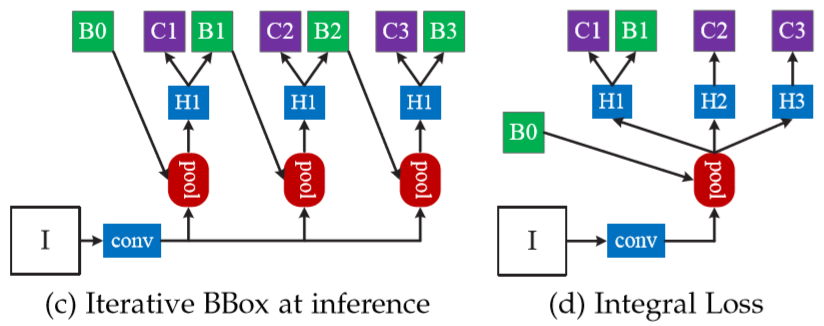 B0 C1 B1 C2 B2 C3 B3
H1 H1 H1
pool pool pool
I conv
(c) Iterative BBox at inference
C1 B1 C2 C3
H1 H2 H3
B0
pool
I conv
(d) Integral Loss